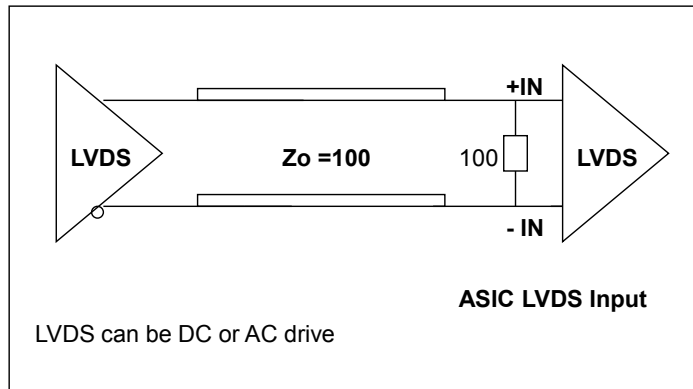 +IN
LVDS
Zo =100
100
LVDS
- IN
ASIC LVDS Input
LVDS can be DC or AC drive